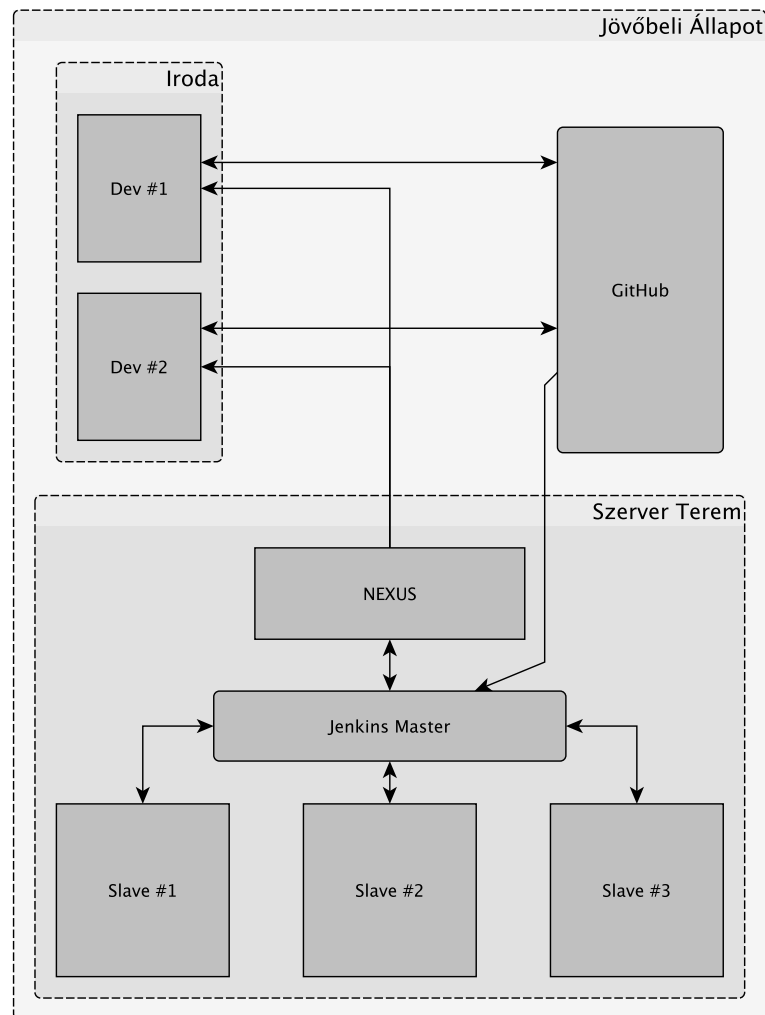 Jövőbeli Állapot
Iroda
Dev #1
GitHub
Dev #2
Szerver Terem
NEXUS
Jenkins Master
Slave #1
Slave #2
Slave #3